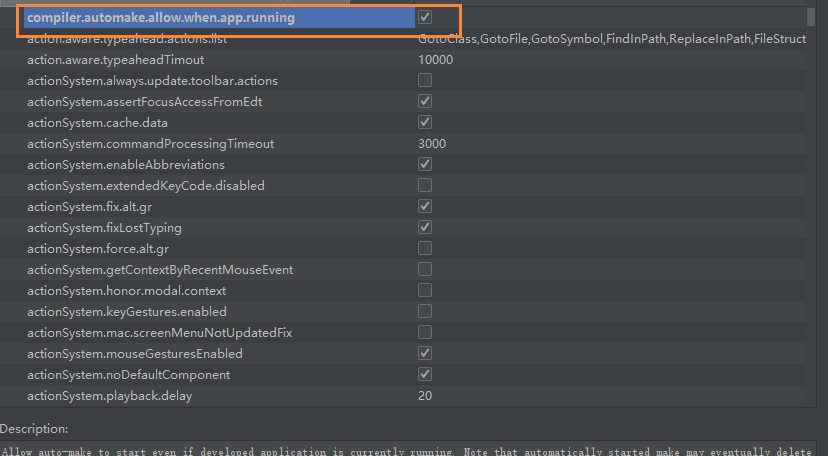 compiler.automake.allow.when.app.running
action.aware.typeahead.actions.list GotoClass,GotoFile,GotoSymbol,FindInPath,ReplaceInPath,FileStruct
action.aware.typeaheadTimout 10000
actionSystem.always.update.toolbar.actions
actionSystem.assertFocusAccessFromEdt
actionSystem.cache.data
actionSystem.commandProcessingTimeout 3000
actionSystem.enableAbbreviations
actionSystem.extendedKeyCode.disabled
actionSystem.fix.alt.gr
actionSystem.fixLostTyping
actionSystem.force.alt.gr
actionSystem.getContextByRecentMouseEvent
actionSystem.honor.modal.context
actionSystem.keyGestures.enabled
actionSystem.mac.screenMenuNotUpdatedFix
actionSystem.mouseGesturesEnabled
actionSystem.noDefaultComponent
actionSystem.playback.delay 20
Description:
Allow auto-make to start even if developed application is currently running. Note that automatically started make may eventually delete